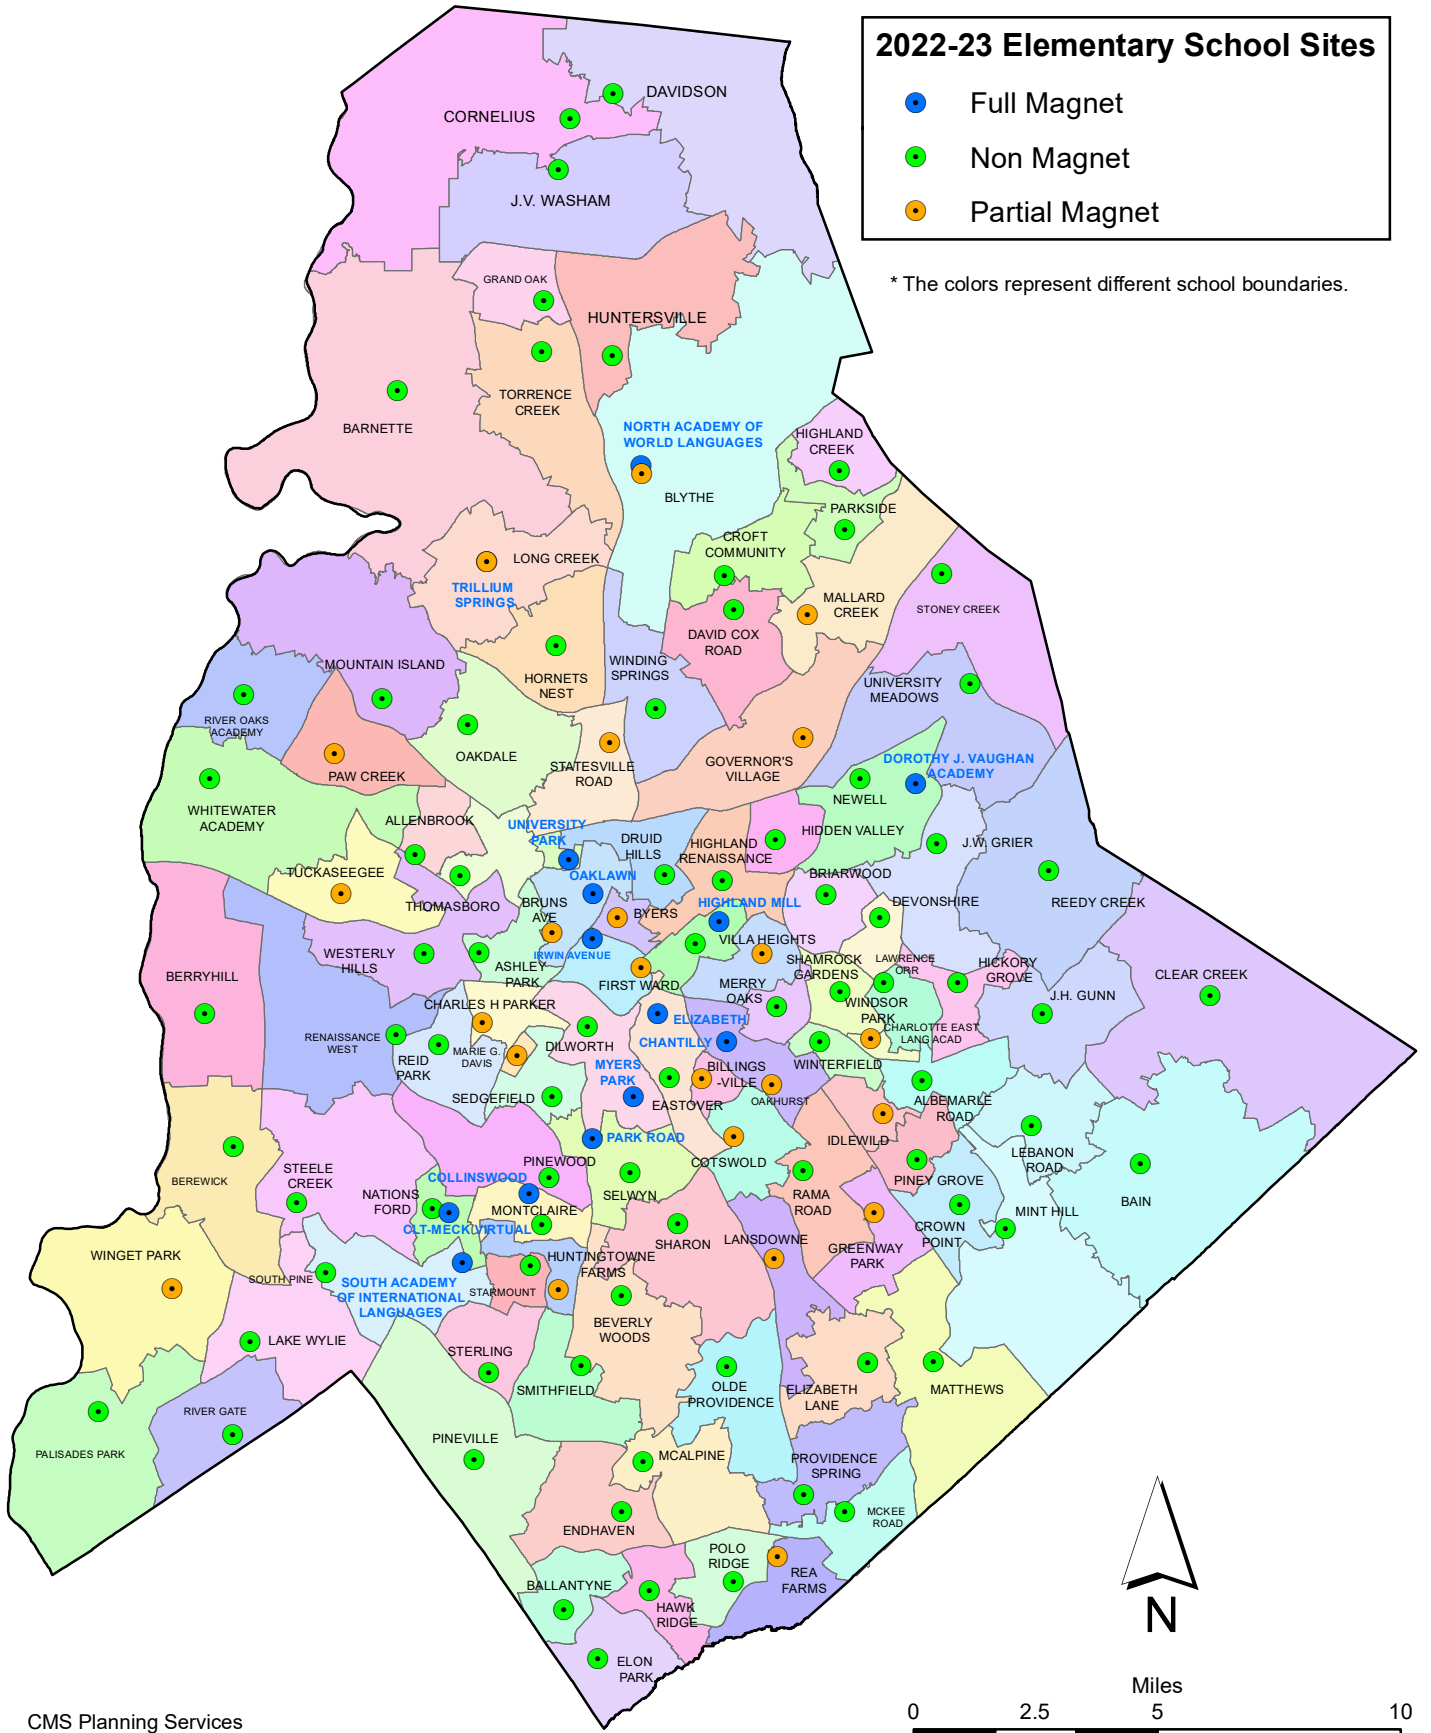 2022-23 Elementary School Sites
Full Magnet
Non Magnet
Partial Magnet
* The colors represent different school boundaries.
DAVIDSON
CORNELIUS
J.V. WASHAM
GRAND OAK
HUNTERSVILLE
TORRENCE
CREEK
BARNETTE
NORTH ACADEMY OF
WORLD LANGUAGES
HIGHLAND
CREEK
BLYTHE
PARKSIDE
CROFT
COMMUNITY
LONG CREEK
TRILLIUM
SPRINGS
MALLARD
CREEK
STONEY CREEK
DAVID COX
ROAD
MOUNTAIN ISLAND
HORNETS
NEST
WINDING
SPRINGS
UNIVERSITY
MEADOWS
RIVER OAKS
ACADEMY
OAKDALE
PAW CREEK
STATESVILLE
ROAD
GOVERNOR'S
VILLAGE
DOROTHY J. VAUGHAN
ACADEMY
NEWELL
WHITEWATER
ACADEMY
ALLENBROOK
UNIVERSITY
PARK
DRUID
HILLS
HIGHLAND
RENAISSANCE
HIDDEN VALLEY
J.W. GRIER
TUCKASEEGEE
OAKLAWN
BRIARWOOD
THOMASBORO
BRUNS
AVE
BYERS
HIGHLAND MILL
DEVONSHIRE
REEDY CREEK
WESTERLY
HILLS
IRWIN AVENUE
VILLA HEIGHTS
SHAMROCK
GARDENS
LAWRENCE
ORR
HICKORY
GROVE
BERRYHILL
ASHLEY
PARK
FIRST WARD
MERRY
OAKS
CLEAR CREEK
J.H. GUNN
CHARLES H PARKER
WINDSOR
PARK
ELIZABETH
CHARLOTTE EAST
LANG ACAD
RENAISSANCE
WEST
REID
PARK
MARIE G.
DAVIS
DILWORTH
CHANTILLY
WINTERFIELD
MYERS
PARK
BILLINGS
-VILLE
SEDGEFIELD
EASTOVER
OAKHURST
ALBEMARLE
ROAD
PARK ROAD
IDLEWILD
LEBANON
ROAD
STEELE
CREEK
PINEWOOD
COTSWOLD
BEREWICK
COLLINSWOOD
PINEY GROVE
NATIONS
FORD
SELWYN
RAMA
ROAD
BAIN
MONTCLAIRE
MINT HILL
CLT-MECK VIRTUAL
CROWN
POINT
WINGET PARK
SHARON
LANSDOWNE
GREENWAY
PARK
HUNTINGTOWNE
FARMS
SOUTH PINE
SOUTH ACADEMY
OF INTERNATIONAL
LANGUAGES
STARMOUNT
BEVERLY
WOODS
LAKE WYLIE
STERLING
SMITHFIELD
OLDE
PROVIDENCE
ELIZABETH
LANE
MATTHEWS
RIVER GATE
PALISADES PARK
PINEVILLE
MCALPINE
PROVIDENCE
SPRING
MCKEE
ROAD
ENDHAVEN
POLO
RIDGE
REA
FARMS
BALLANTYNE
HAWK
RIDGE
ELON
PARK
N
Miles
0 2.5 5 10
CMS Planning Services